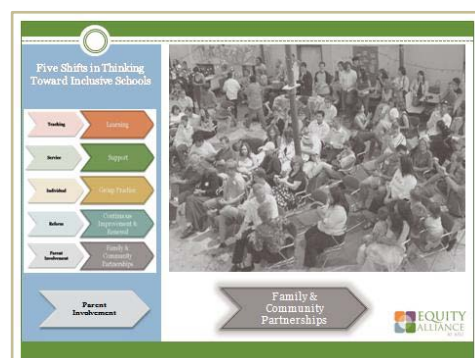 Five Shifts in Thinking
Toward Inclusive Schools
Teaching
Learning
Service
Support
Individual
Group Practice
Reform
Continuous
Improvement &
Renewal
Parent
Involvement
Family &
Community
Partnerships
Parent
Involvement
Family &
Community
Partnerships
EQUITY
ALLIANCE